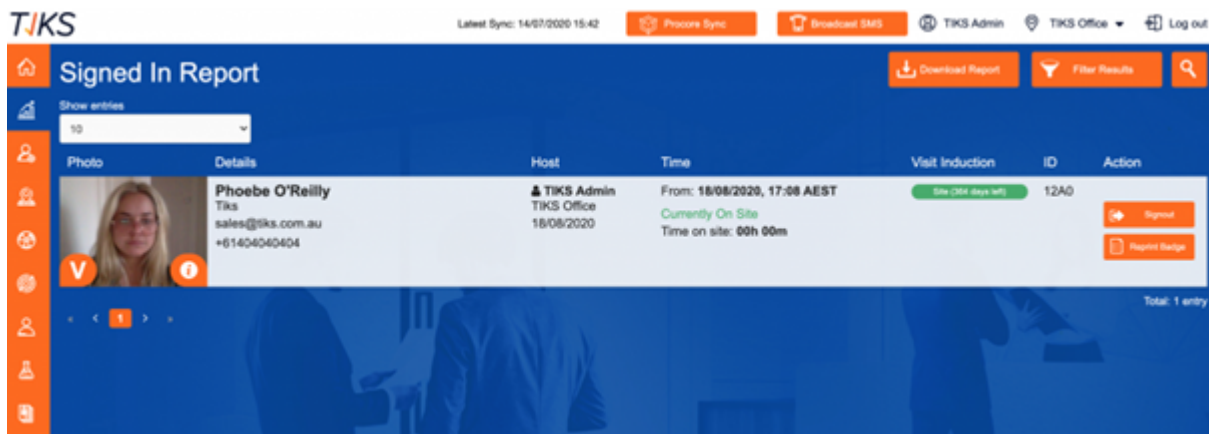 TIKS
Latest Sync: 14/07/2020 15:42
Procore Sync
Broadcast SMS
TIKS Admin
TIKS Office
Log out
Signed In Report
Download Report
Filter Results
Show entries
10
Photo Details Host Time Visit Induction ID Action
Phoebe O'Reilly
Tiks
sales@tiks.com.au
+61404040404
V
i
TIKS Admin
TIKS Office
18/08/2020
From: 18/08/2020, 17:08 AEST
Currently On Site
Time on site: 00h 00m
Site (364 days left)
12A0
Signout
Reprint Badge
« < 1 > »
Total: 1 entry